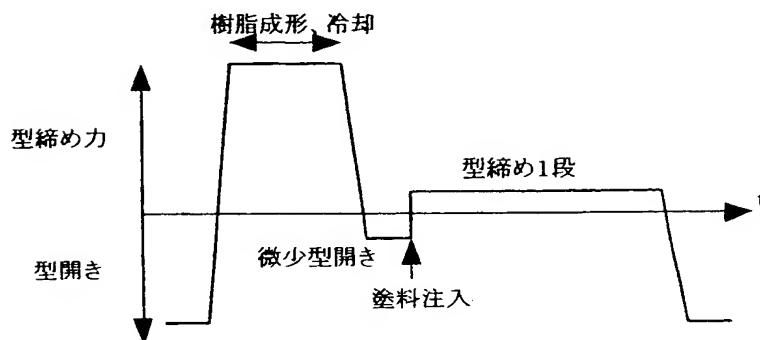 樹脂成形、冷却
型締め力
型締め1段
t
型開き
微少型開き
塗料注入